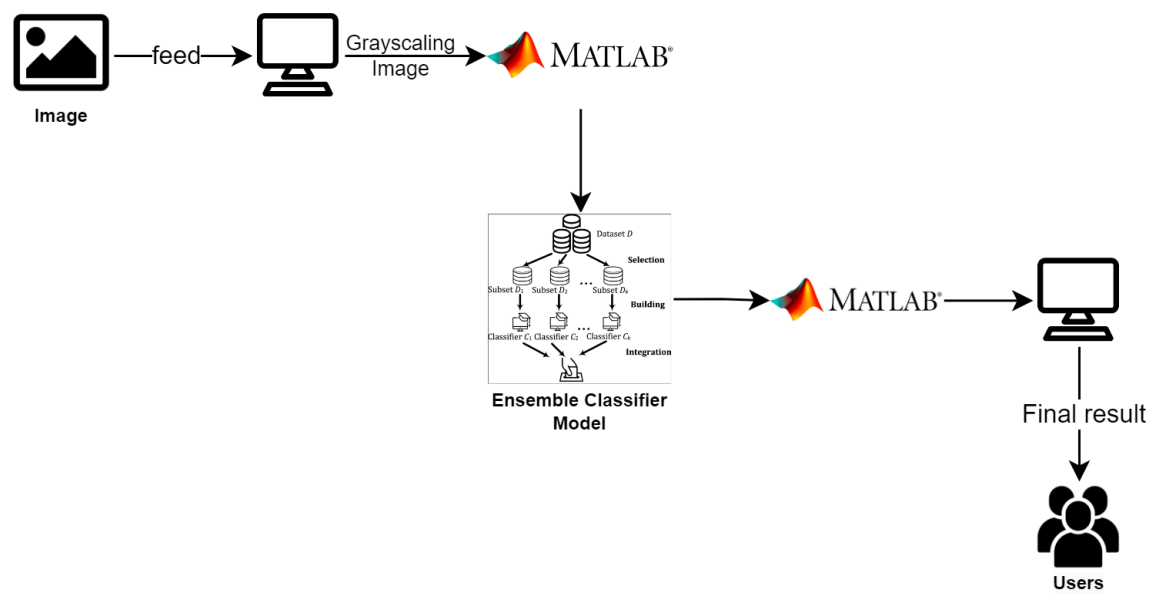 Image
feed
Grayscaling
Image
MATLAB®
Dataset D
Selection
Subset D₁ Subset D₂ ... Subset Dₖ
Building
Classifier C₁ Classifier C₂ ... Classifier Cₖ
Integration
Ensemble Classifier
Model
MATLAB®
Final result
Users